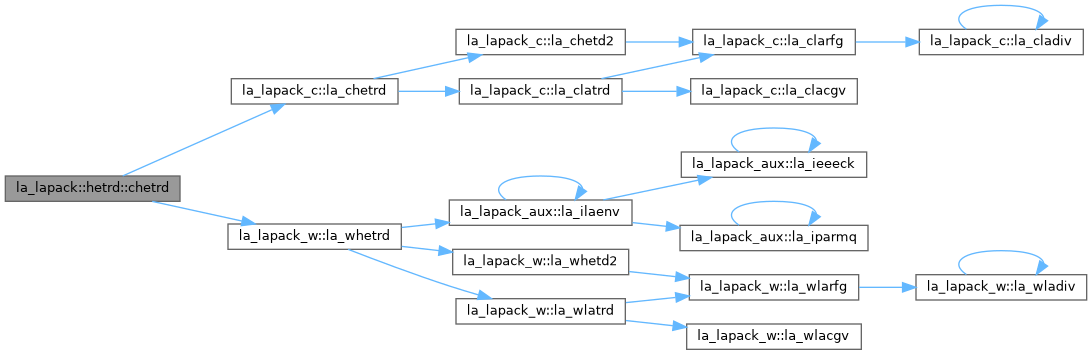 la_lapack::hetrd::chetrd
la_lapack_c::la_chetrd
la_lapack_c::la_chetd2
la_lapack_c::la_clatrd
la_lapack_c::la_clarfg
la_lapack_c::la_clacgv
la_lapack_c::la_cladiv
la_lapack_w::la_whetrd
la_lapack_aux::la_ilaenv
la_lapack_aux::la_ieeeck
la_lapack_aux::la_iparmq
la_lapack_w::la_whetd2
la_lapack_w::la_wlatrd
la_lapack_w::la_wlarfg
la_lapack_w::la_wlacgv
la_lapack_w::la_wladiv